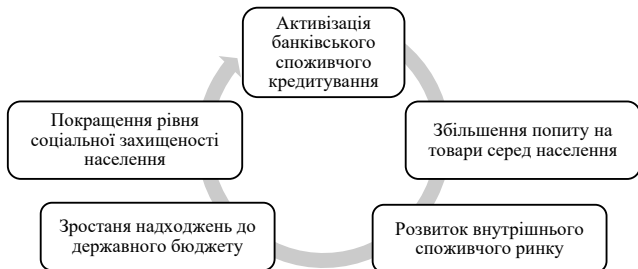 Активізація
банківського
споживчого
кредитування
Збільшення попиту на
товари серед населення
Розвиток внутрішнього
споживчого ринку
Зростаня надходжень до
державного бюджету
Покращення рівня
соціальної захищеності
населення